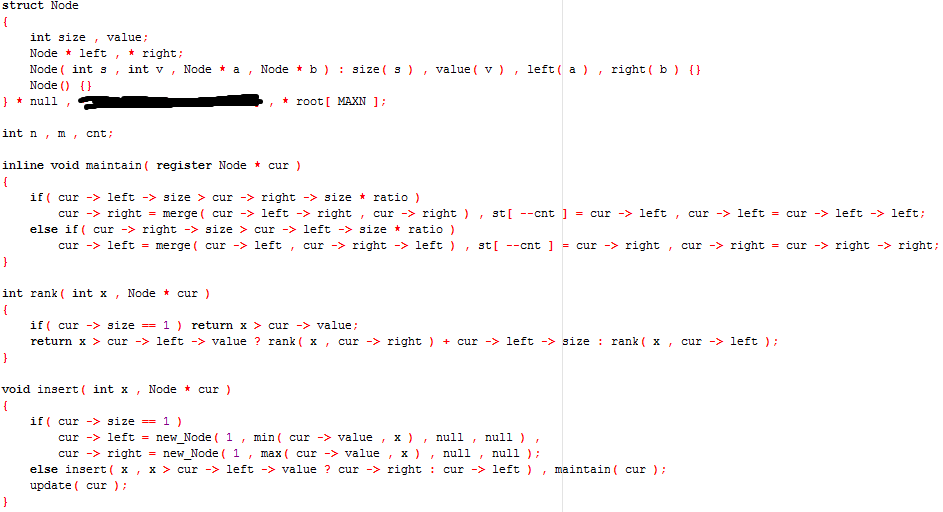 struct Node
{
    int size , value;
    Node * left , * right;
    Node( int s , int v , Node * a , Node * b ) : size( s ) , value( v ) , left( a ) , right( b ) {}
    Node() {}
} * null , , * root[ MAXN ];

int n , m , cnt;

inline void maintain( register Node * cur )
{
    if( cur -> left -> size > cur -> right -> size * ratio )
        cur -> right = merge( cur -> left -> right , cur -> right ) , st[ --cnt ] = cur -> left , cur -> left = cur -> left -> left;
    else if( cur -> right -> size > cur -> left -> size * ratio )
        cur -> left = merge( cur -> left , cur -> right -> left ) , st[ --cnt ] = cur -> right , cur -> right = cur -> right -> right;
}

int rank( int x , Node * cur )
{
    if( cur -> size == 1 ) return x > cur -> value;
    return x > cur -> left -> value ? rank( x , cur -> right ) + cur -> left -> size : rank( x , cur -> left );
}

void insert( int x , Node * cur )
{
    if( cur -> size == 1 )
        cur -> left = new_Node( 1 , min( cur -> value , x ) , null , null ) ,
        cur -> right = new_Node( 1 , max( cur -> value , x ) , null , null );
    else insert( x , x > cur -> left -> value ? cur -> right : cur -> left ) , maintain( cur );
    update( cur );
}